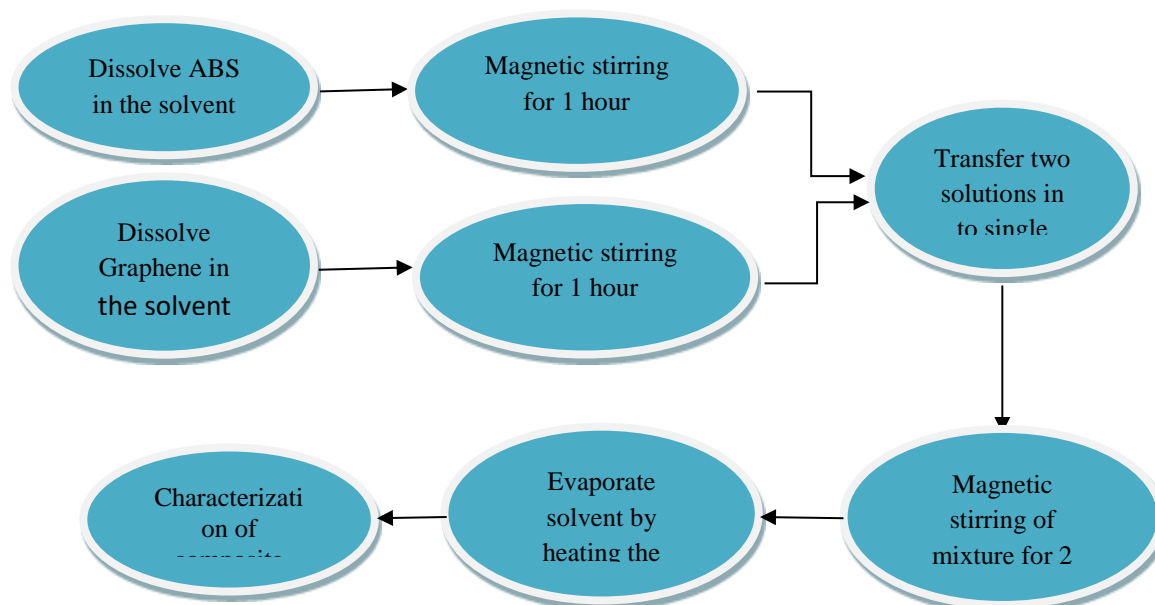 Dissolve ABS
in the solvent
Magnetic stirring
for 1 hour
Dissolve
Graphene in
the solvent
Magnetic stirring
for 1 hour
Transfer two
solutions in
to single
Magnetic
stirring of
mixture for 2
Evaporate
solvent by
heating the
Characterizati
on of
composite